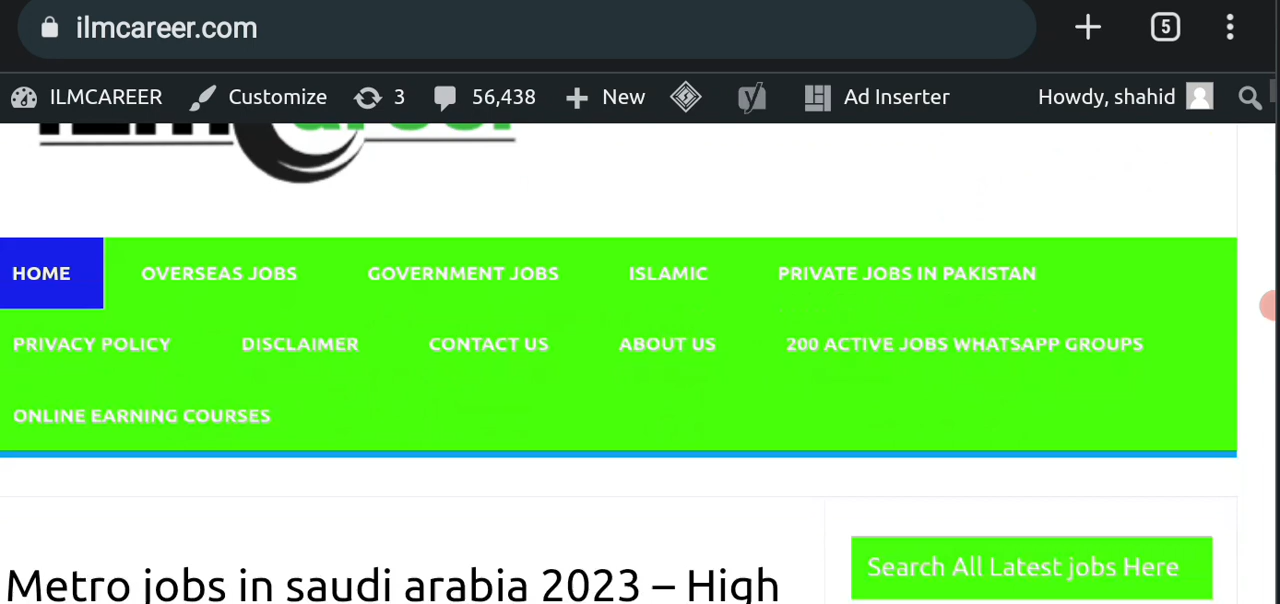 ilmcareer.com
5
ILMCAREER Customize 3 56,438 New Ad Inserter Howdy, shahid
HOME OVERSEAS JOBS GOVERNMENT JOBS ISLAMIC PRIVATE JOBS IN PAKISTAN
PRIVACY POLICY DISCLAIMER CONTACT US ABOUT US 200 ACTIVE JOBS WHATSAPP GROUPS
ONLINE EARNING COURSES
Search All Latest jobs Here
Metro jobs in saudi arabia 2023 – High